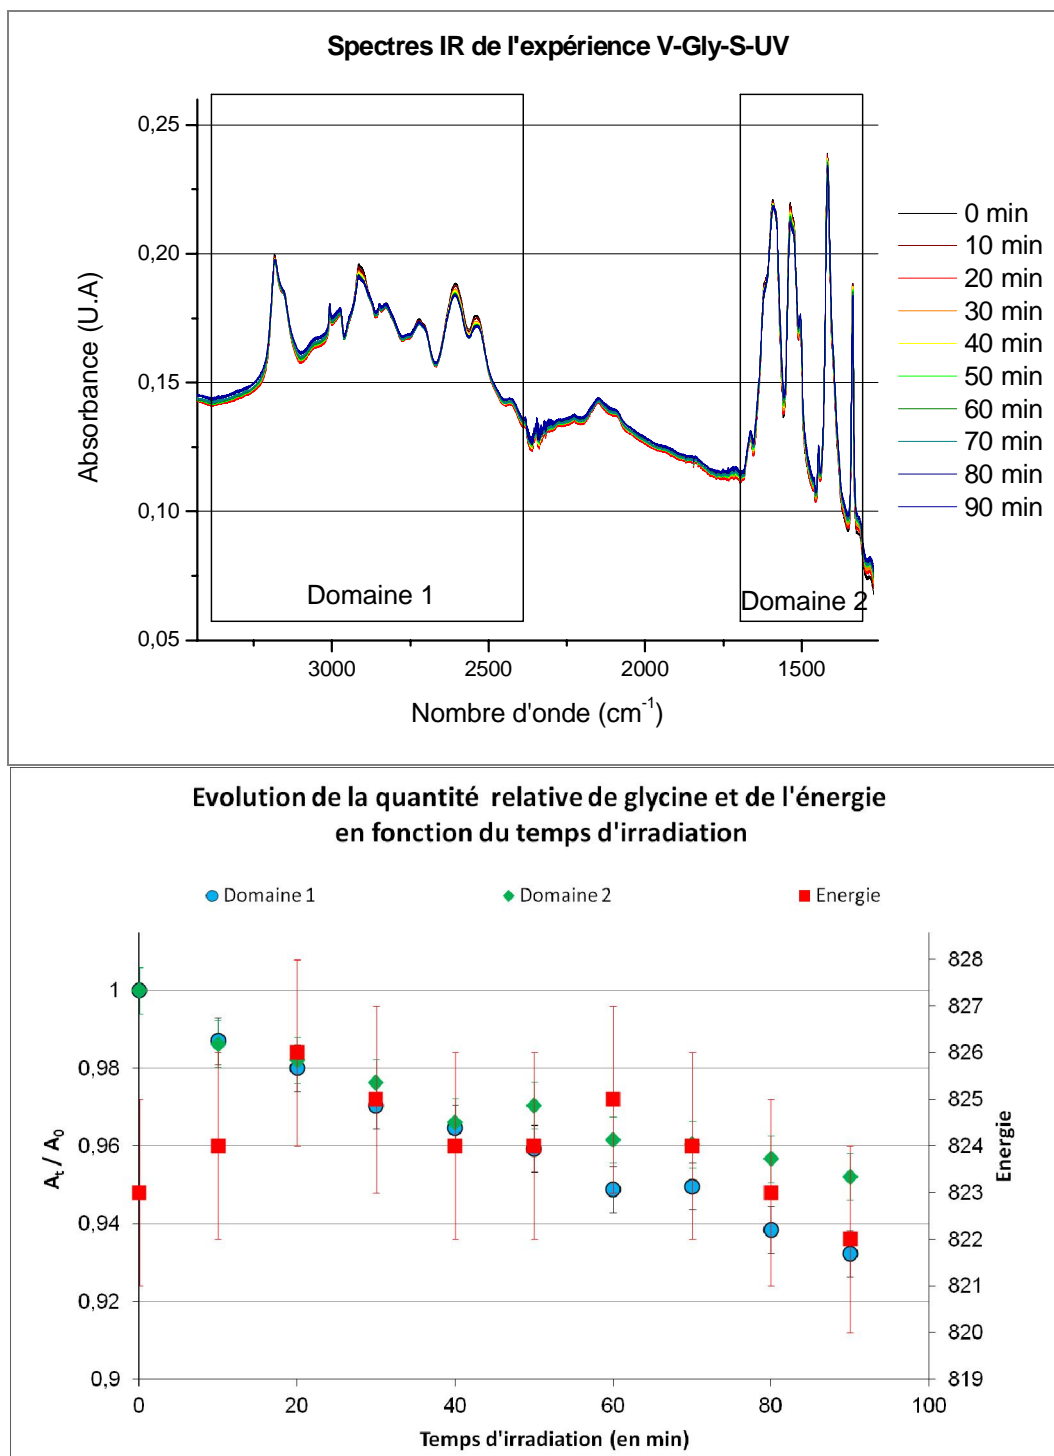 Spectres IR de l'expérience V-Gly-S-UV
0,25
0,20
0,15
0,10
0,05
Absorbance (U.A)
3000
2500
2000
1500
Nombre d'onde (cm-1)
Domaine 1
Domaine 2
0 min
10 min
20 min
30 min
40 min
50 min
60 min
70 min
80 min
90 min
Evolution de la quantité relative de glycine et de l'énergie
en fonction du temps d'irradiation
Domaine 1
Domaine 2
Energie
1
0,98
0,96
0,94
0,92
0,9
At / A0
828
827
826
825
824
823
822
821
820
819
Energie
0
20
40
60
80
100
Temps d'irradiation (en min)